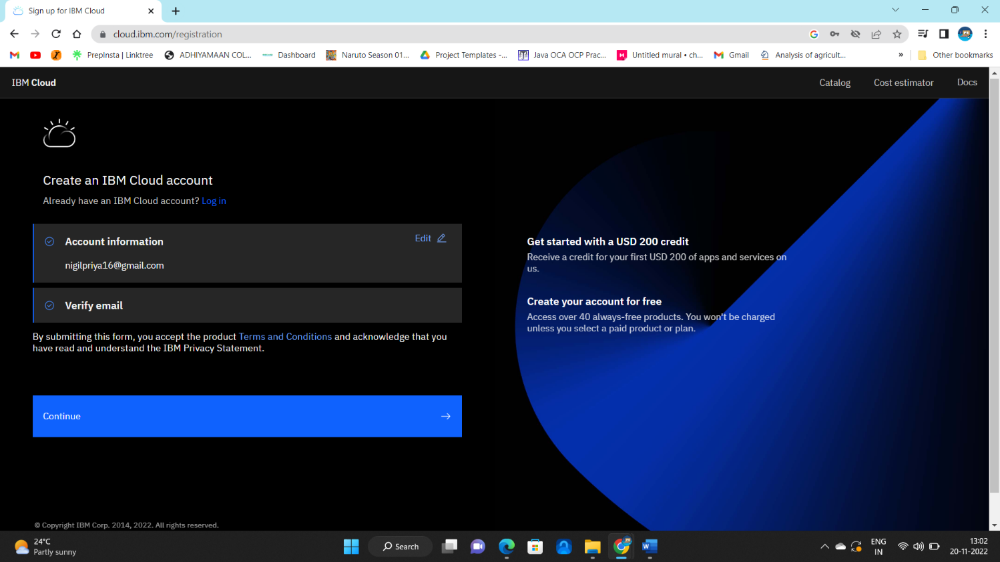 Sign up for IBM Cloud
cloud.ibm.com/registration
PrepInsta | Linktree
ADHIYAMAAN COL...
Dashboard
Naruto Season 01...
Project Templates -...
Java OCA OCP Prac...
Untitled mural • ch...
Gmail
Analysis of agricult...
»
Other bookmarks
IBM Cloud
Catalog
Cost estimator
Docs
Create an IBM Cloud account
Already have an IBM Cloud account? Log in
Account information
Edit
nigilpriya16@gmail.com
Verify email
By submitting this form, you accept the product Terms and Conditions and acknowledge that you
have read and understand the IBM Privacy Statement.
Continue
Get started with a USD 200 credit
Receive a credit for your first USD 200 of apps and services on
us.
Create your account for free
Access over 40 always-free products. You won't be charged
unless you select a paid product or plan.
© Copyright IBM Corp. 2014, 2022. All rights reserved.
24°C
Partly sunny
Search
ENG
IN
13:02
20-11-2022